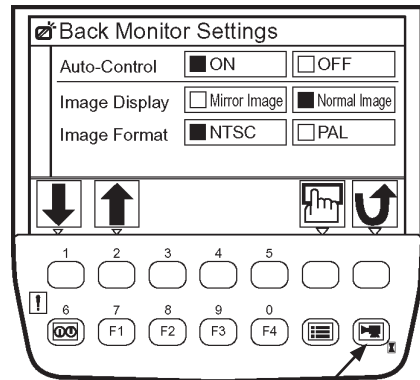 Back Monitor Settings
Auto-Control ON OFF
Image Display Mirror Image Normal Image
Image Format NTSC PAL
1 2 3 4 5
! 6 7 8 9 0
F1 F2 F3 F4